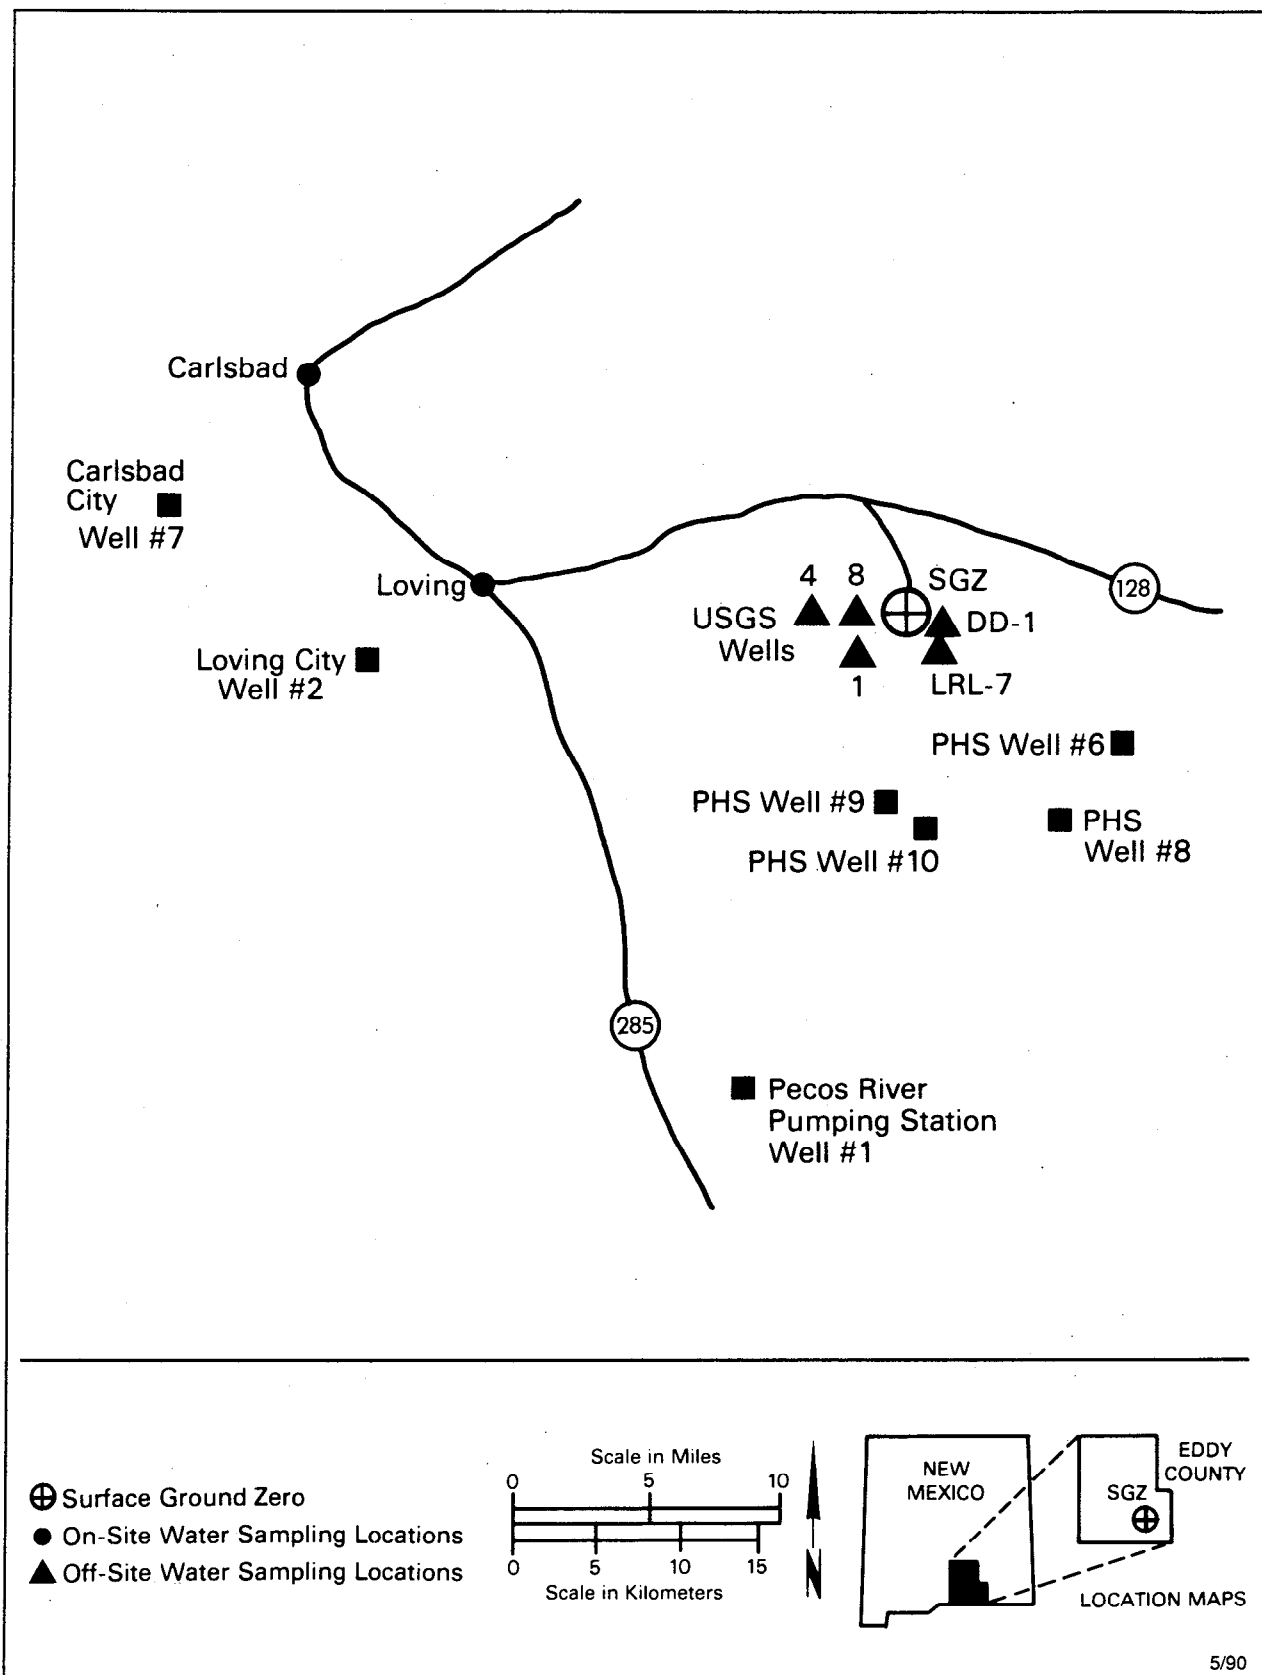 Carlsbad
Carlsbad
City
Well #7
Loving
Loving City
Well #2
4 8
SGZ
USGS
Wells
DD-1
1
LRL-7
128
PHS Well #6
PHS Well #9
PHS Well #10
PHS
Well #8
285
Pecos River
Pumping Station
Well #1
Surface Ground Zero
On-Site Water Sampling Locations
Off-Site Water Sampling Locations
Scale in Miles
0 5 10
0 5 10 15
Scale in Kilometers
N
NEW
MEXICO
EDDY
COUNTY
SGZ
LOCATION MAPS
5/90